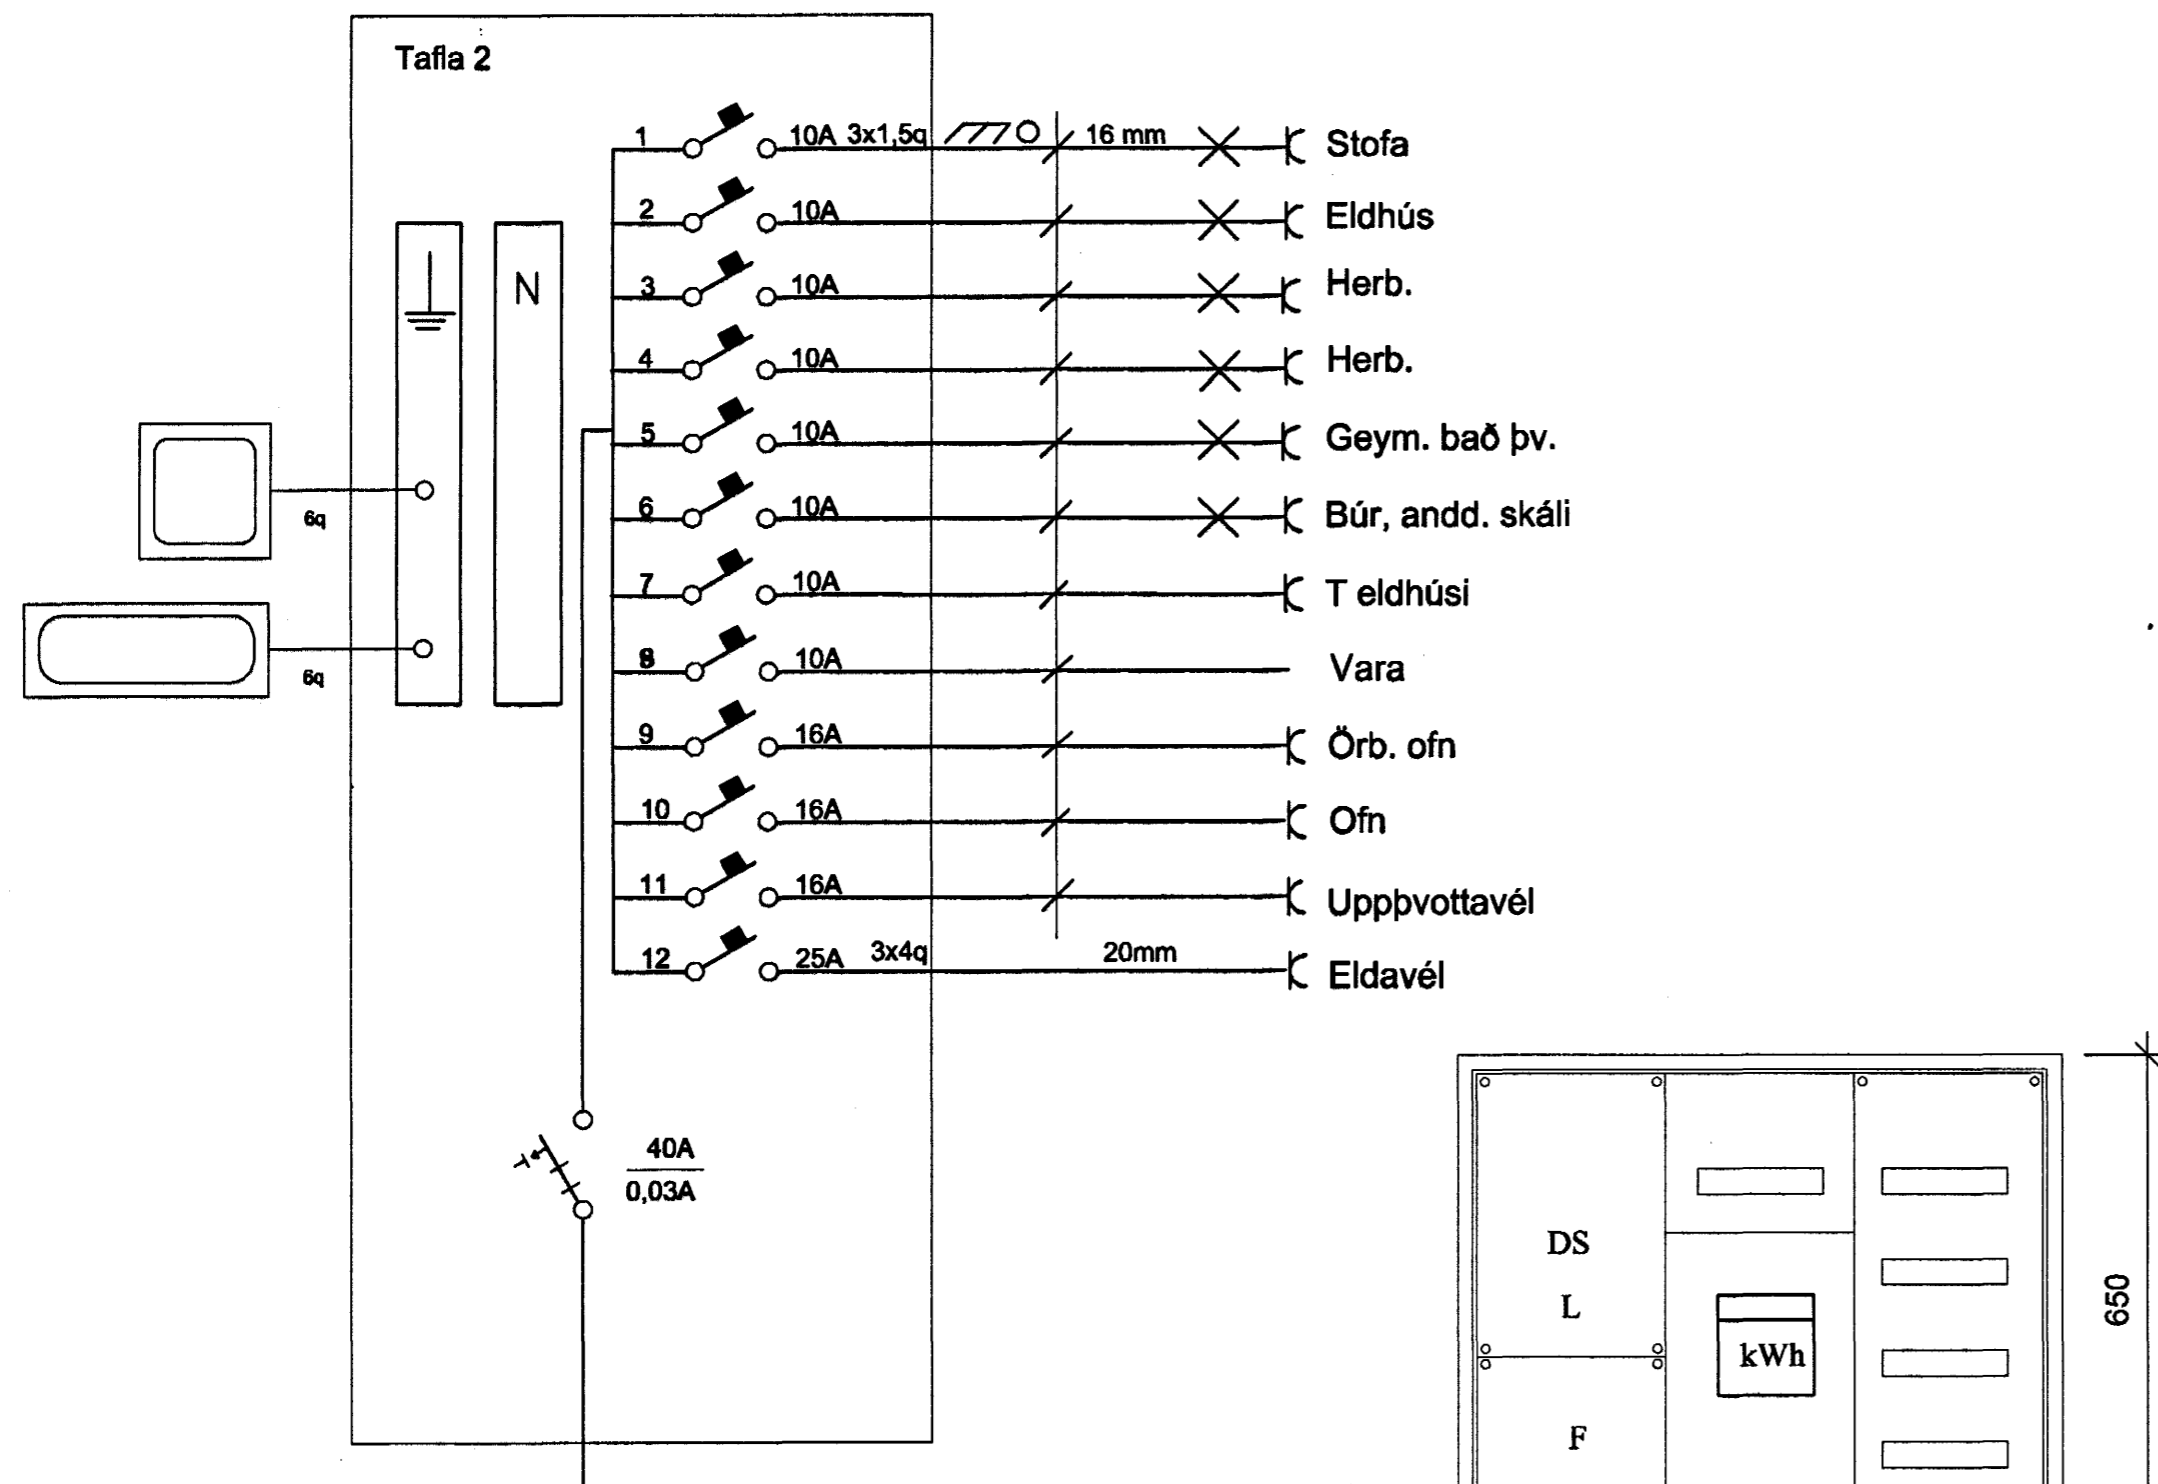 Tafla 2
1 10A 3x1,5q 16 mm Stofa
2 10A Eldhús
N
3 10A Herb.
4 10A Herb.
5 10A Geym. bað þv.
6q
6 10A Búr, andd. skáli
7 10A T eldhúsi
6q
8 10A Vara
9 16A Örb. ofn
10 16A Ofn
11 16A Uppþvottavél
12 25A 3x4q 20mm Eldavél
40A
0,03A
DS
L
kWh
F
650